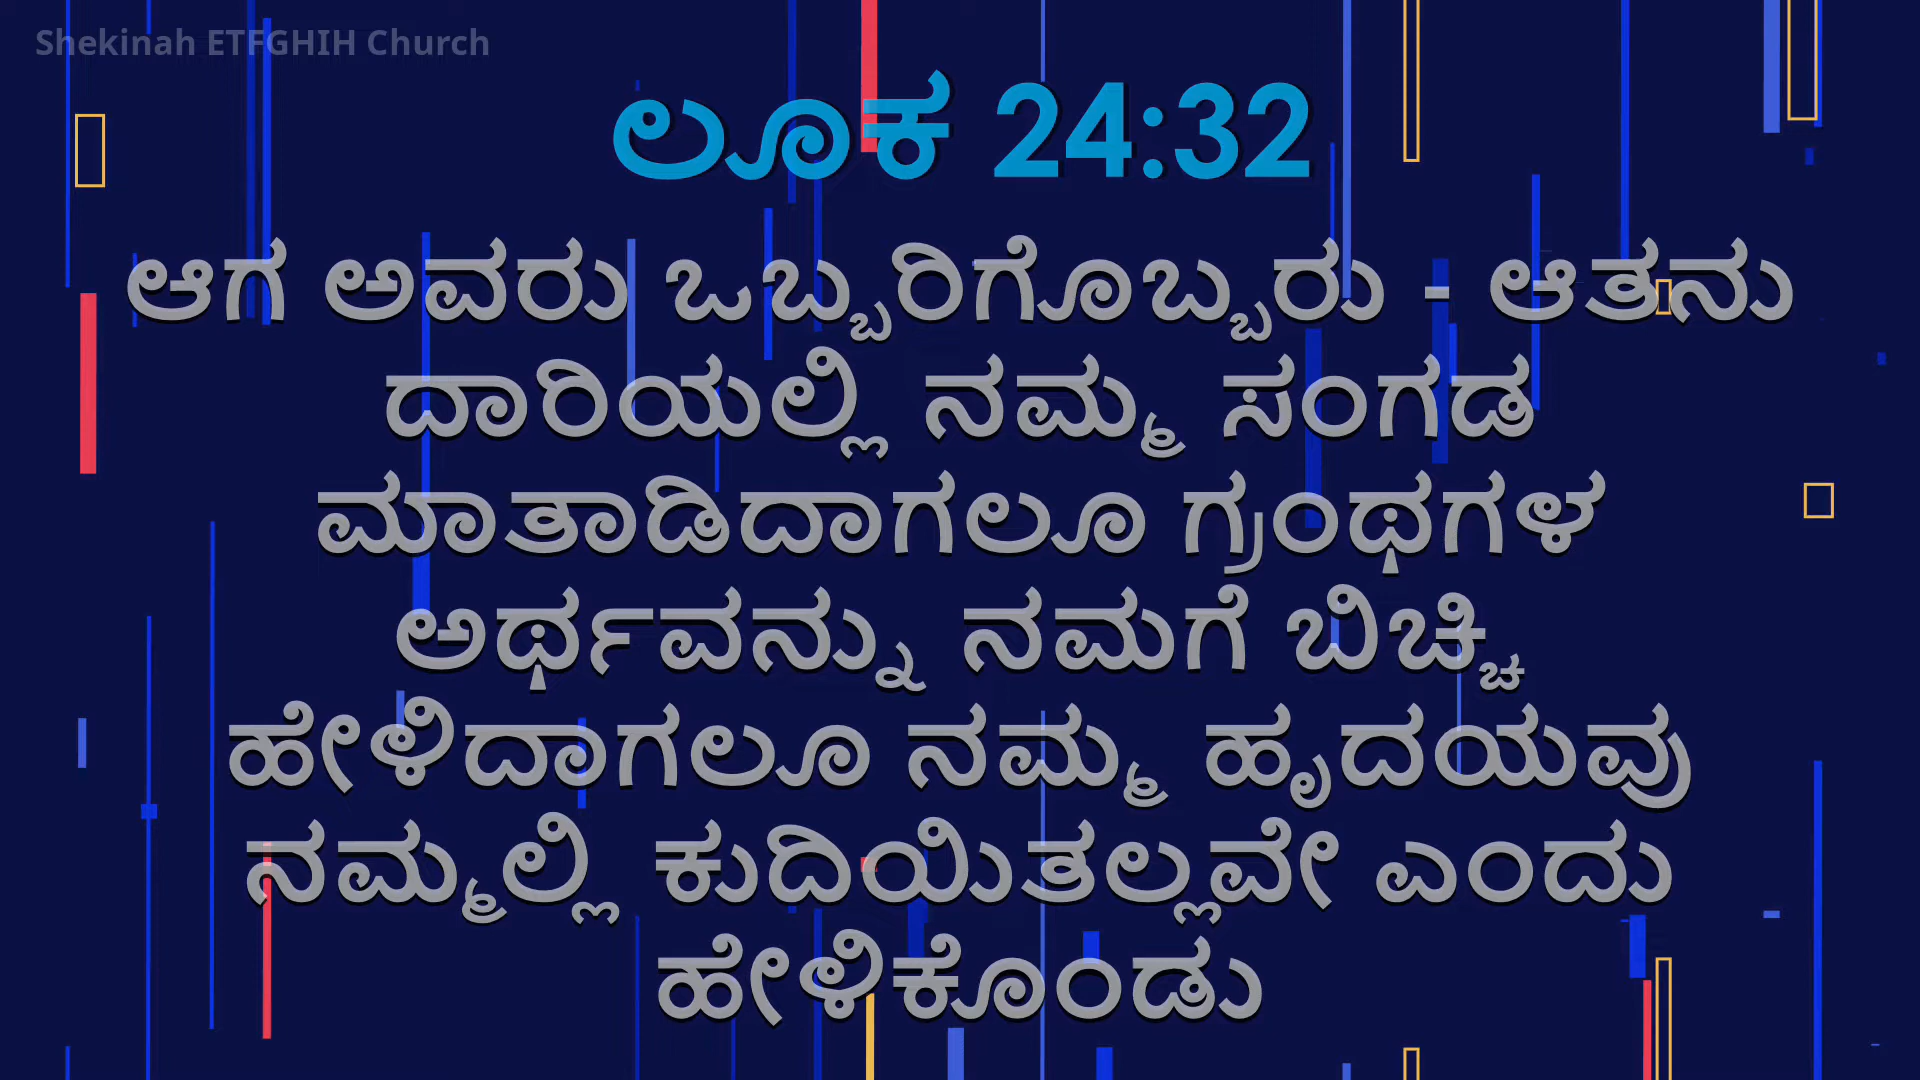 Shekinah ETFGHIH Church
ಲೂಕ 24:32
ಆಗ ಅವರು ಒಬ್ಬರಿಗೊಬ್ಬರು - ಆತನು
ದಾರಿಯಲ್ಲಿ ನಮ್ಮ ಸಂಗಡ
ಮಾತಾಡಿದಾಗಲೂ ಗ್ರಂಥಗಳ
ಅರ್ಥವನ್ನು ನಮಗೆ ಬಿಚ್ಚಿ
ಹೇಳಿದಾಗಲೂ ನಮ್ಮ ಹೃದಯವು
ನಮ್ಮಲ್ಲಿ ಕುದಿಯಿತಲ್ಲವೇ ಎಂದು
ಹೇಳಿಕೊಂಡು